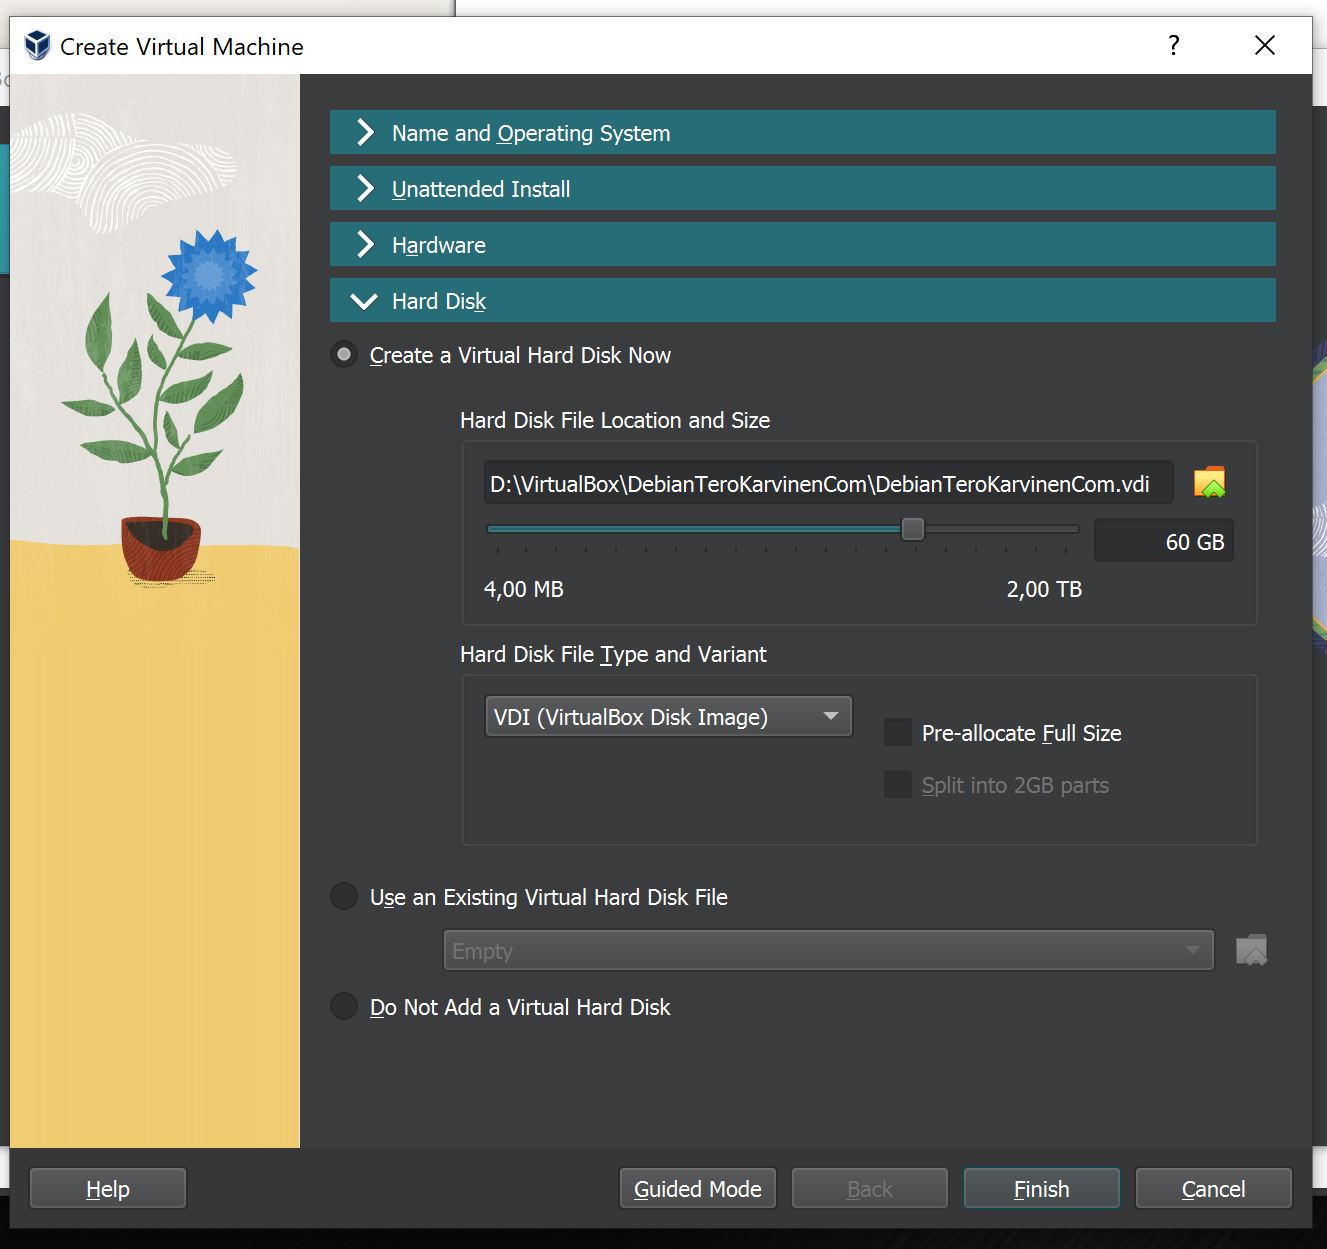 Create Virtual Machine
?
Name and Operating System
Unattended Install
Hardware
Hard Disk
Create a Virtual Hard Disk Now
Hard Disk File Location and Size
D:\VirtualBox\DebianTeroKarvinenCom\DebianTeroKarvinenCom.vdi
60 GB
4,00 MB 2,00 TB
Hard Disk File Type and Variant
VDI (VirtualBox Disk Image)
Pre-allocate Full Size
Split into 2GB parts
Use an Existing Virtual Hard Disk File
Empty
Do Not Add a Virtual Hard Disk
Help Guided Mode Back Finish Cancel